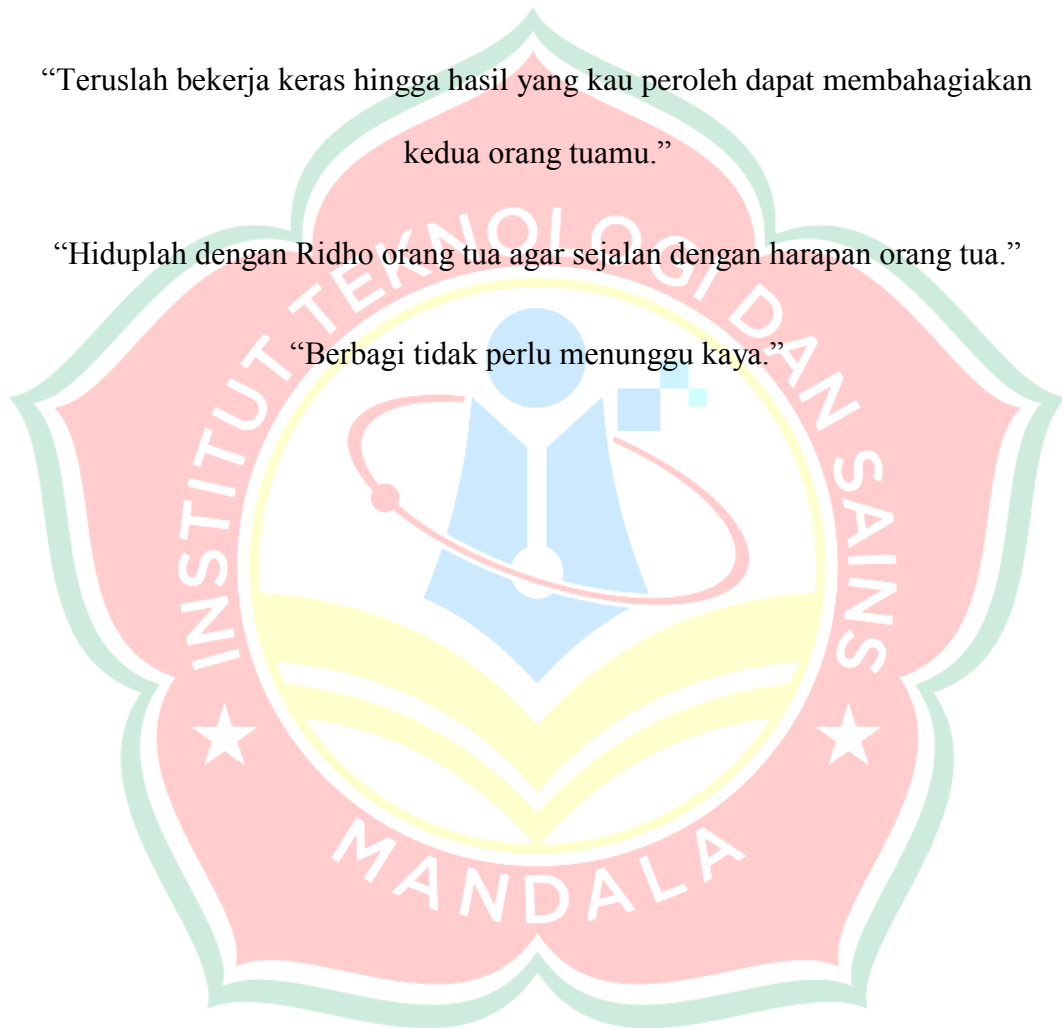 “Teruslah bekerja keras hingga hasil yang kau peroleh dapat membahagiakan
kedua orang tuamu.”
“Hiduplah dengan Ridho orang tua agar sejalan dengan harapan orang tua.”
“Berbagi tidak perlu menunggu kaya.”
INSTITUT TEKNOLOGI DAN SAINS
MANDALA